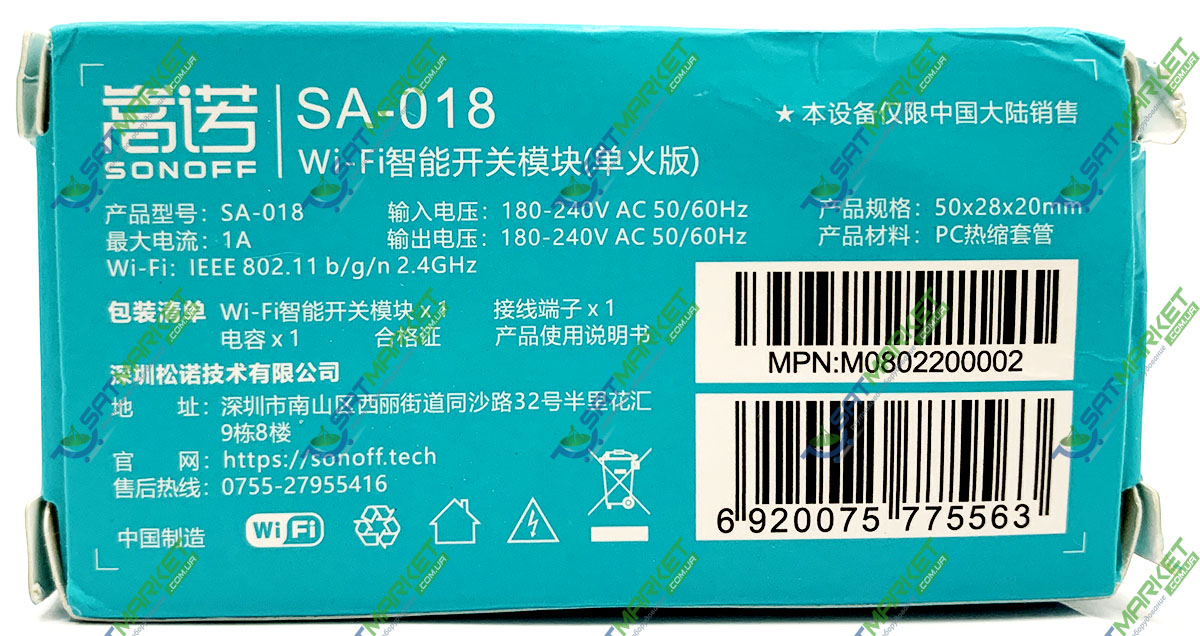 蒥诺
SONOFF
SA-018
Wi-Fi智能开关模块(单火版)
★ 本设备仅限中国大陆销售
产品型号：SA-018
输入电压：180-240V AC 50/60Hz
产品规格：50x28x20mm
最大电流：1A
输出电压：180-240V AC 50/60Hz
产品材料：PC热缩套管
Wi-Fi：IEEE 802.11 b/g/n 2.4GHz
包装清单 Wi-Fi智能开关模块 x 1 接线端子 x 1
电容 x 1 合格证 产品使用说明书
深圳松诺技术有限公司
地 址：深圳市南山区西丽街道同沙路32号半里花汇
9栋8楼
官 网：https://sonoff.tech
售后热线：0755-27955416
中国制造
Wi Fi
MPN:M0802200002
6 920075 775563
SATMARKET
.COM.UA